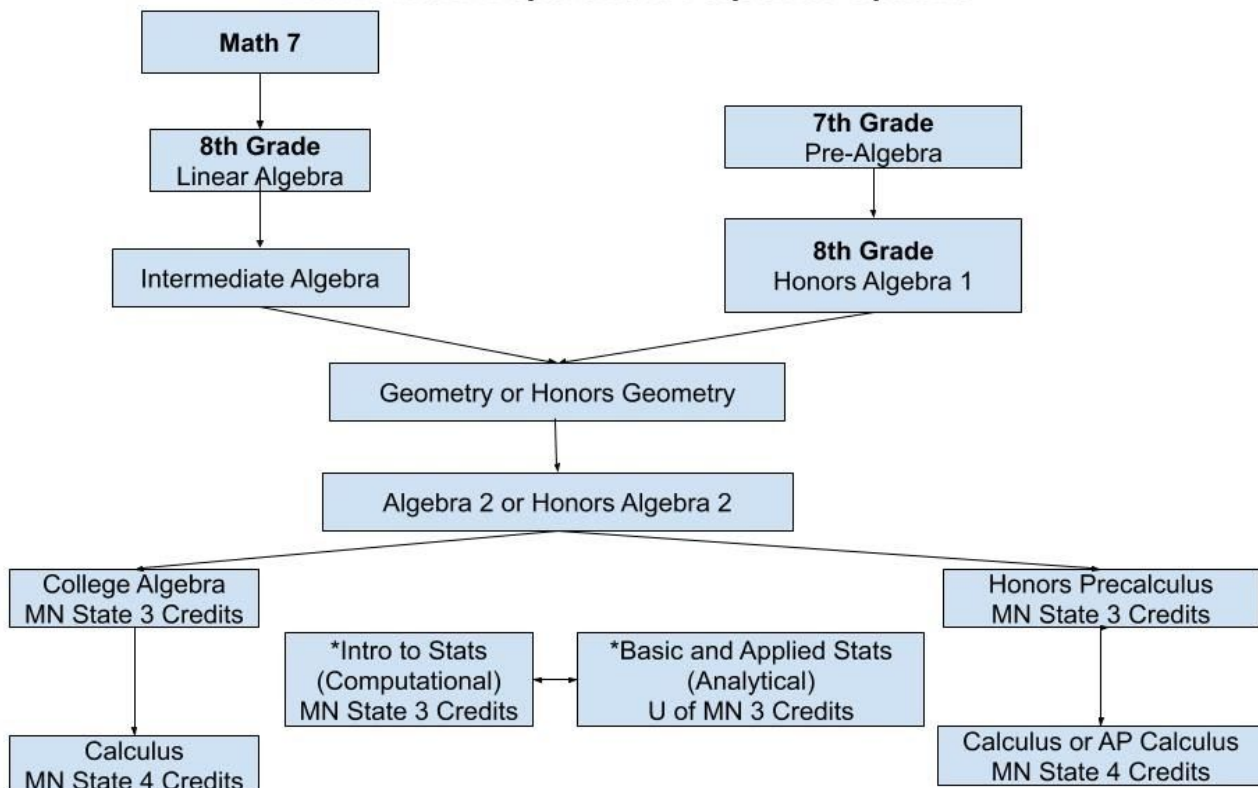 Math 7
8th Grade
Linear Algebra
7th Grade
Pre-Algebra
Intermediate Algebra
8th Grade
Honors Algebra 1
Geometry or Honors Geometry
Algebra 2 or Honors Algebra 2
College Algebra
MN State 3 Credits
Honors Precalculus
MN State 3 Credits
*Intro to Stats
(Computational)
MN State 3 Credits
*Basic and Applied Stats
(Analytical)
U of MN 3 Credits
Calculus
MN State 4 Credits
Calculus or AP Calculus
MN State 4 Credits